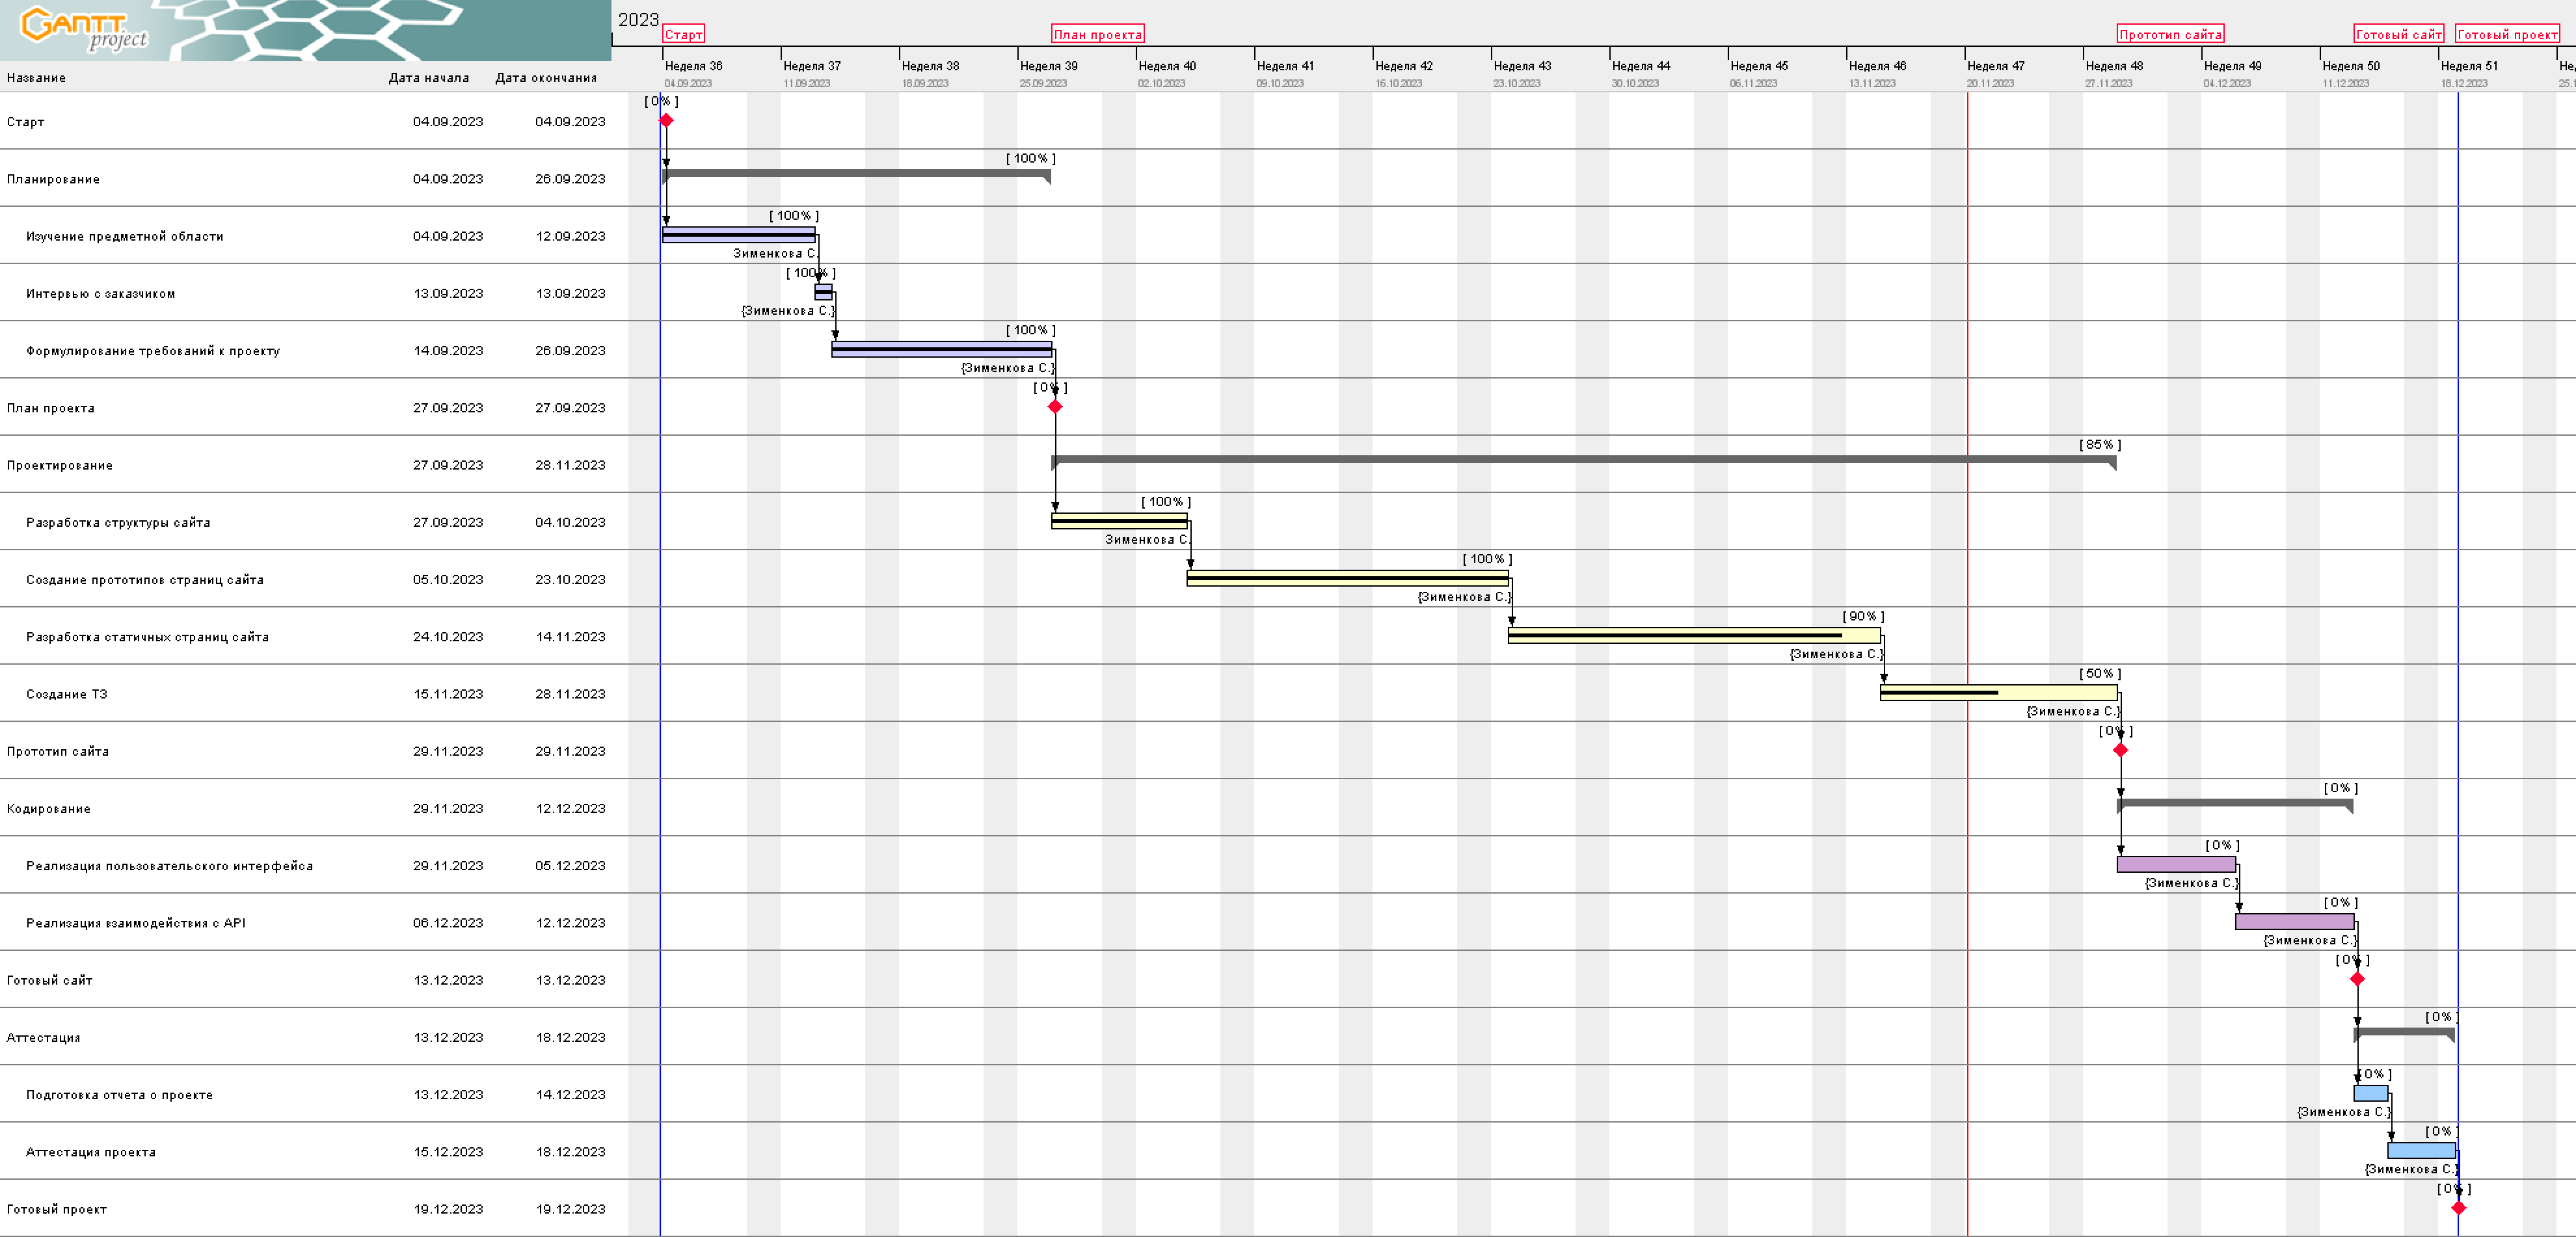 GANTT
project
2023
Старт
План проекта
Прототип сайта
Готовый сайт
Готовый проект
Название Дата начала Дата окончания
Неделя 36 Неделя 37 Неделя 38 Неделя 39 Неделя 40 Неделя 41 Неделя 42 Неделя 43 Неделя 44 Неделя 45 Неделя 46 Неделя 47 Неделя 48 Неделя 49 Неделя 50 Неделя 51
04.09.2023 11.09.2023 18.09.2023 25.09.2023 02.10.2023 09.10.2023 16.10.2023 23.10.2023 30.10.2023 06.11.2023 13.11.2023 20.11.2023 27.11.2023 04.12.2023 11.12.2023 18.12.2023
[ 0% ]
Старт 04.09.2023 04.09.2023
[ 100% ]
Планирование 04.09.2023 26.09.2023
[ 100% ]
Изучение предметной области 04.09.2023 12.09.2023
Зименкова С.
[ 100% ]
Интервью с заказчиком 13.09.2023 13.09.2023
{Зименкова С.}
[ 100% ]
Формулирование требований к проекту 14.09.2023 26.09.2023
{Зименкова С.}
[ 0% ]
План проекта 27.09.2023 27.09.2023
[ 85% ]
Проектирование 27.09.2023 28.11.2023
[ 100% ]
Разработка структуры сайта 27.09.2023 04.10.2023
Зименкова С.
[ 100% ]
Создание прототипов страниц сайта 05.10.2023 23.10.2023
{Зименкова С.}
[ 90% ]
Разработка статичных страниц сайта 24.10.2023 14.11.2023
{Зименкова С.}
[ 50% ]
Создание ТЗ 15.11.2023 28.11.2023
{Зименкова С.}
[ 0% ]
Прототип сайта 29.11.2023 29.11.2023
[ 0% ]
Кодирование 29.11.2023 12.12.2023
[ 0% ]
Реализация пользовательского интерфейса 29.11.2023 05.12.2023
{Зименкова С.}
[ 0% ]
Реализация взаимодействия с API 06.12.2023 12.12.2023
{Зименкова С.}
[ 0% ]
Готовый сайт 13.12.2023 13.12.2023
[ 0% ]
Аттестация 13.12.2023 18.12.2023
[ 0% ]
Подготовка отчета о проекте 13.12.2023 14.12.2023
{Зименкова С.}
[ 0% ]
Аттестация проекта 15.12.2023 18.12.2023
{Зименкова С.}
[ 0% ]
Готовый проект 19.12.2023 19.12.2023